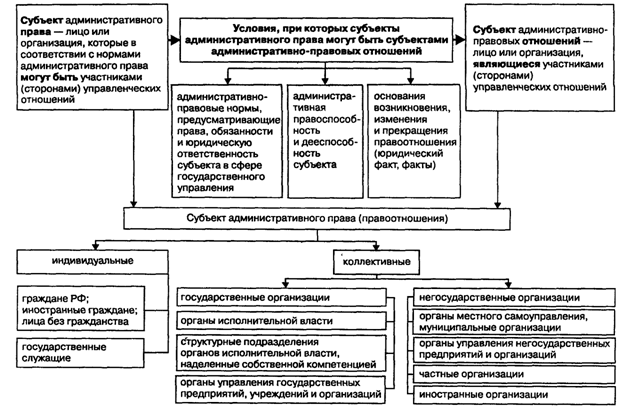 Субъект административного
права — лицо или
организация, которые в
соответствии с нормами
административного права
могут быть участниками
(сторонами) управленческих
отношений
Условия, при которых субъекты
административного права могут быть субъектами
административно-правовых отношений
Субъект административно-
правовых отношений —
лицо или организация,
являющиеся участниками
(сторонами)
управленческих отношений
административно-
правовые нормы,
предусматривающие
права, обязанности
и юридическую
ответственность
субъекта в сфере
государственного
управления
администра-
тивная
правоспособ-
ность
и дееспособ-
ность
субъекта
основания
возникновения,
изменения
и прекращения
правоотношения
(юридический
факт, факты)
Субъект административного права (правоотношения)
индивидуальные
коллективные
граждане РФ;
иностранные граждане;
лица без гражданства
государственные
служащие
государственные организации
органы исполнительной власти
структурные подразделения
органов исполнительной власти,
наделенные собственной компетенцией
органы управления государственных
предприятий, учреждений и организаций
негосударственные организации
органы местного самоуправления,
муниципальные организации
органы управления негосударственных
предприятий и организаций
частные организации
иностранные организации